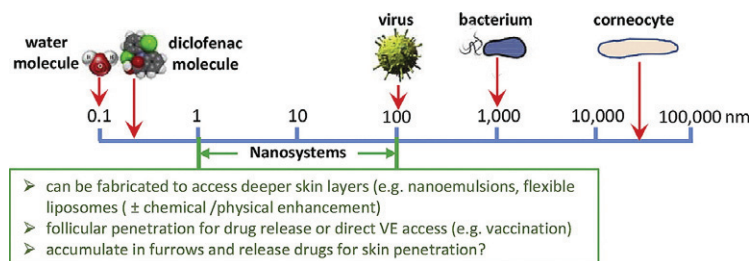 water molecule
diclofenac molecule
virus
bacterium
corneocyte
0.1 1 10 100 1,000 10,000 100,000 nm
Nanosystems
➢ can be fabricated to access deeper skin layers (e.g. nanoemulsions, flexible
liposomes ( ± chemical /physical enhancement)
➢ follicular penetration for drug release or direct VE access (e.g. vaccination)
➢ accumulate in furrows and release drugs for skin penetration?